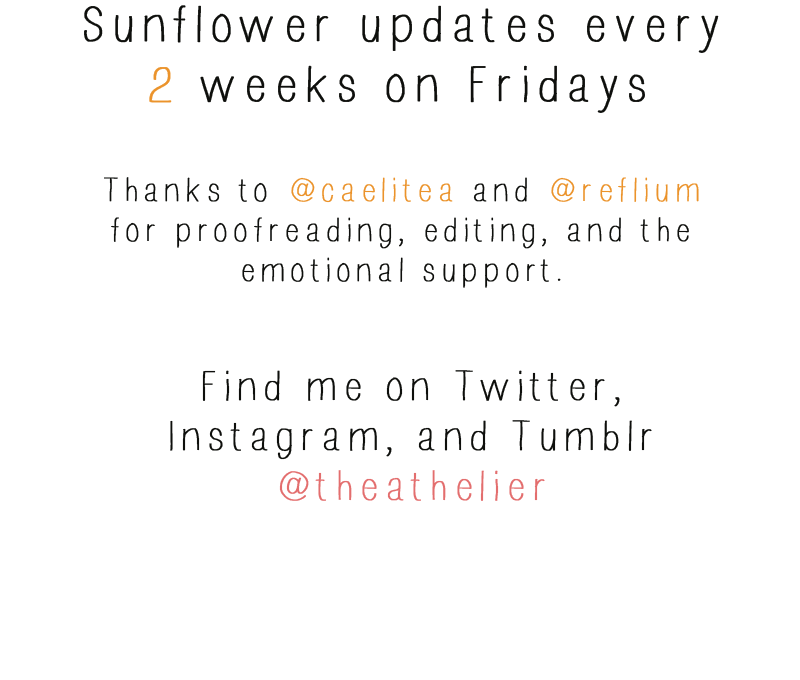 Sunflower updates every
2 weeks on Fridays
Thanks to @caelitea and @reflium
for proofreading, editing, and the
emotional support.
Find me on Twitter,
Instagram, and Tumblr
@theathelier